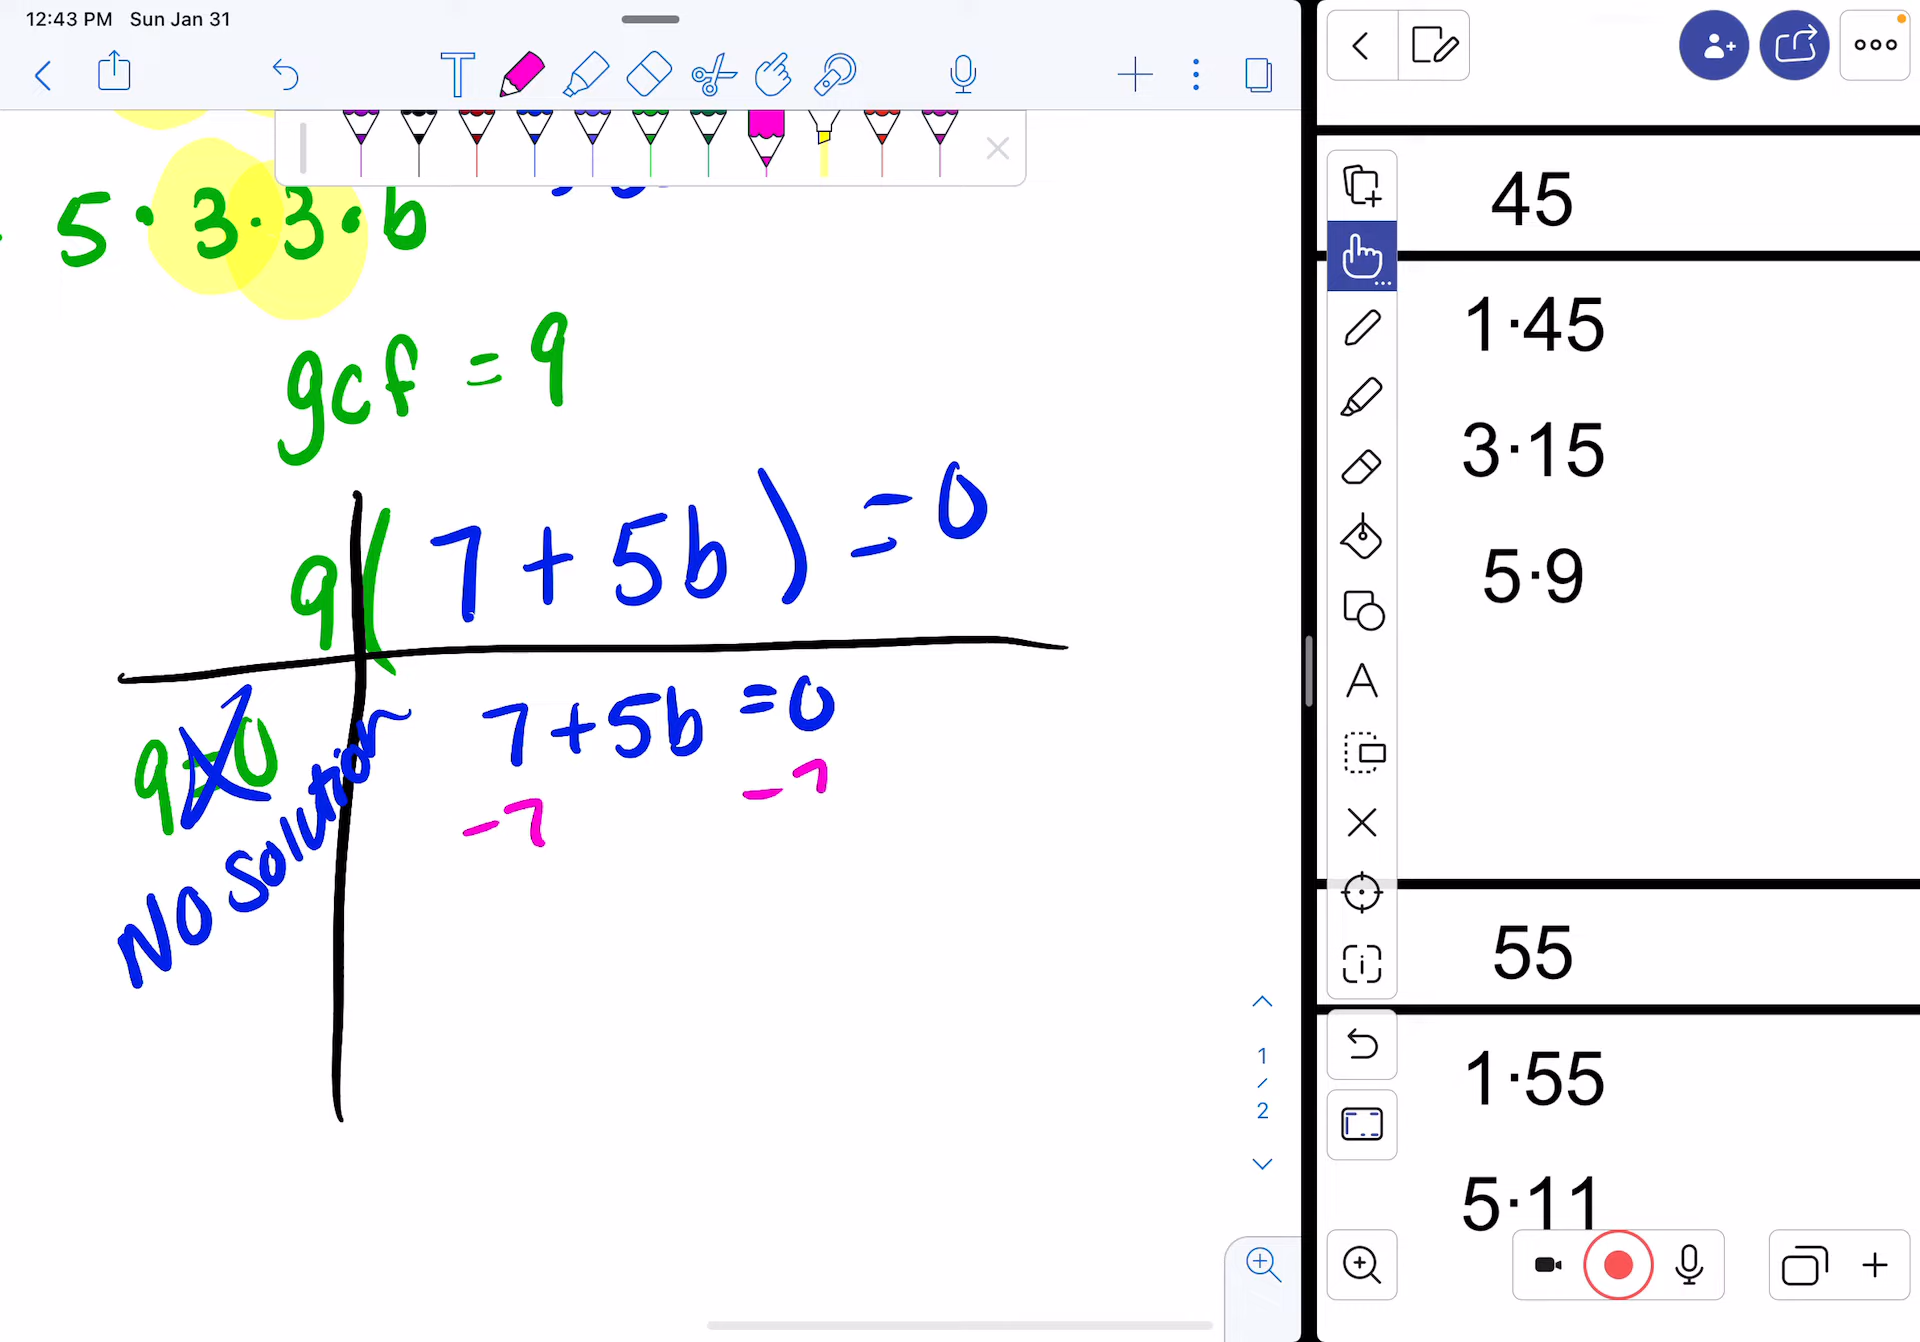 12:43 PM Sun Jan 31
5 · 3 · 3 · b
gcf = 9
9 ( 7 + 5b ) = 0
9 = 0
7 + 5b = 0
-7 -7
No solution
1
/
2
45
1·45
3·15
5·9
55
1·55
5·11